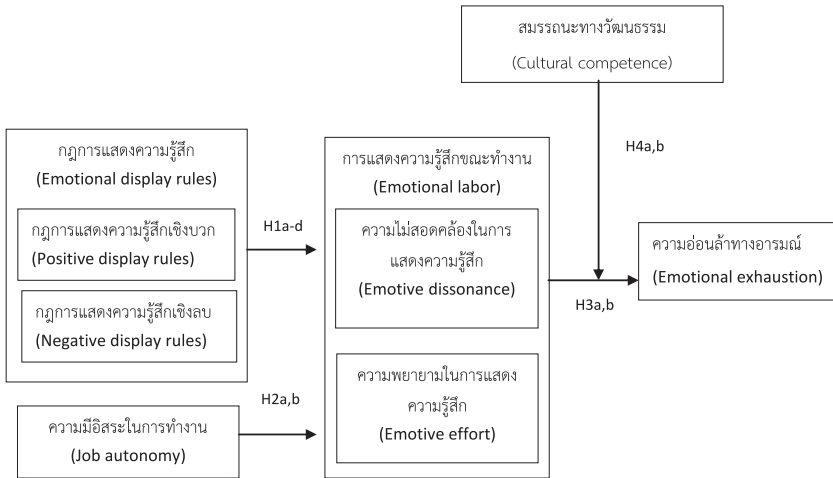 สมรรถนะทางวัฒนธรรม
(Cultural competence)
กฎการแสดงความรู้สึก
(Emotional display rules)
กฎการแสดงความรู้สึกเชิงบวก
(Positive display rules)
กฎการแสดงความรู้สึกเชิงลบ
(Negative display rules)
ความมีอิสระในการทำงาน
(Job autonomy)
H1a-d
H2a,b
การแสดงความรู้สึกขณะทำงาน
(Emotional labor)
ความไม่สอดคล้องในการ
แสดงความรู้สึก
(Emotive dissonance)
ความพยายามในการแสดง
ความรู้สึก
(Emotive effort)
H4a,b
H3a,b
ความอ่อนล้าทางอารมณ์
(Emotional exhaustion)